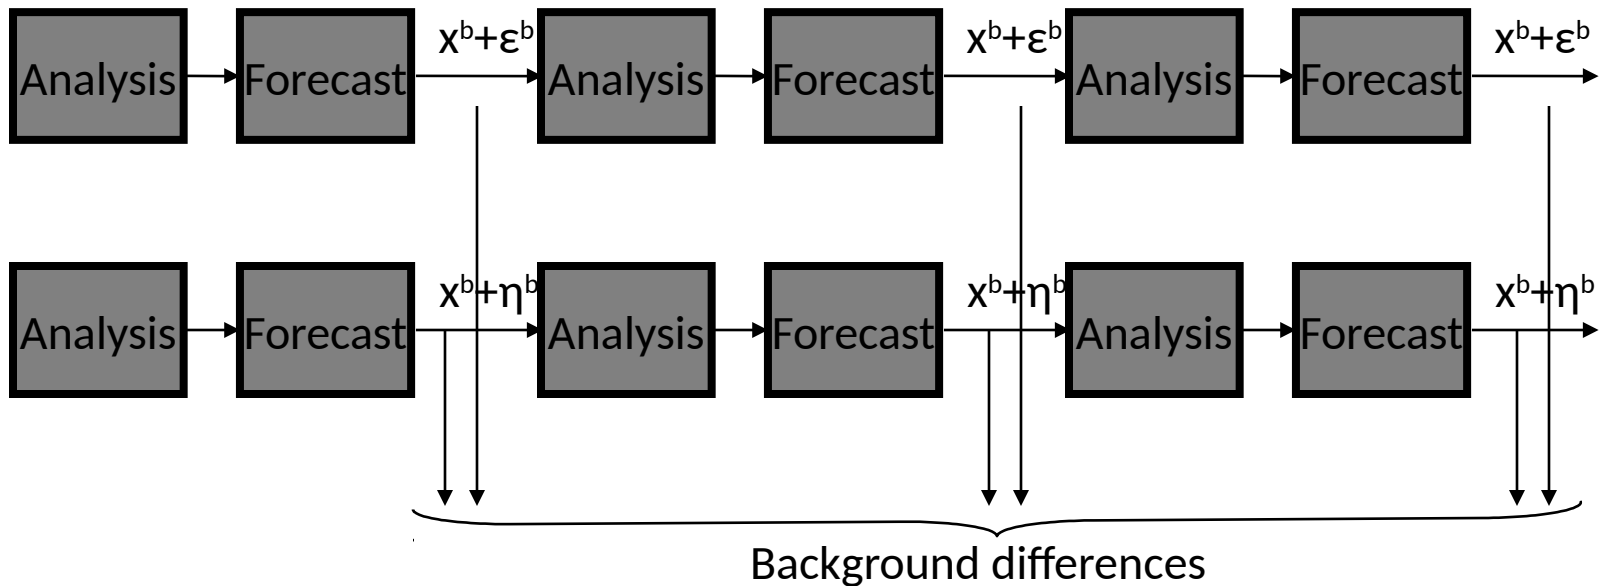 xᵇ+εᵇ xᵇ+εᵇ xᵇ+εᵇ
Analysis Forecast Analysis Forecast Analysis Forecast
xᵇ+ηᵇ xᵇ+ηᵇ xᵇ+ηᵇ
Analysis Forecast Analysis Forecast Analysis Forecast
Background differences